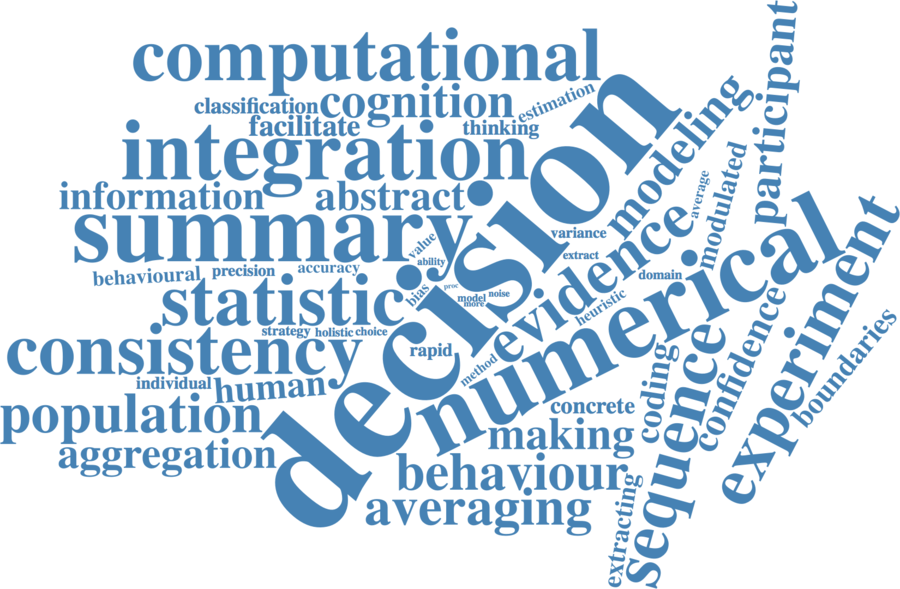 computational
classification
cognition
estimation
facilitate
thinking
integration
information
abstract
summary
decision
modeling
participant
average
modulated
value
ability
variance
extract
behavioural
precision
accuracy
bias
proc
model
more
noise
domain
evidence
heuristic
numerical
statistic
strategy
holistic
choice
consistency
rapid
method
individual
human
population
aggregation
concrete
making
coding
confidence
experiment
boundaries
behaviour
averaging
sequence
extracting